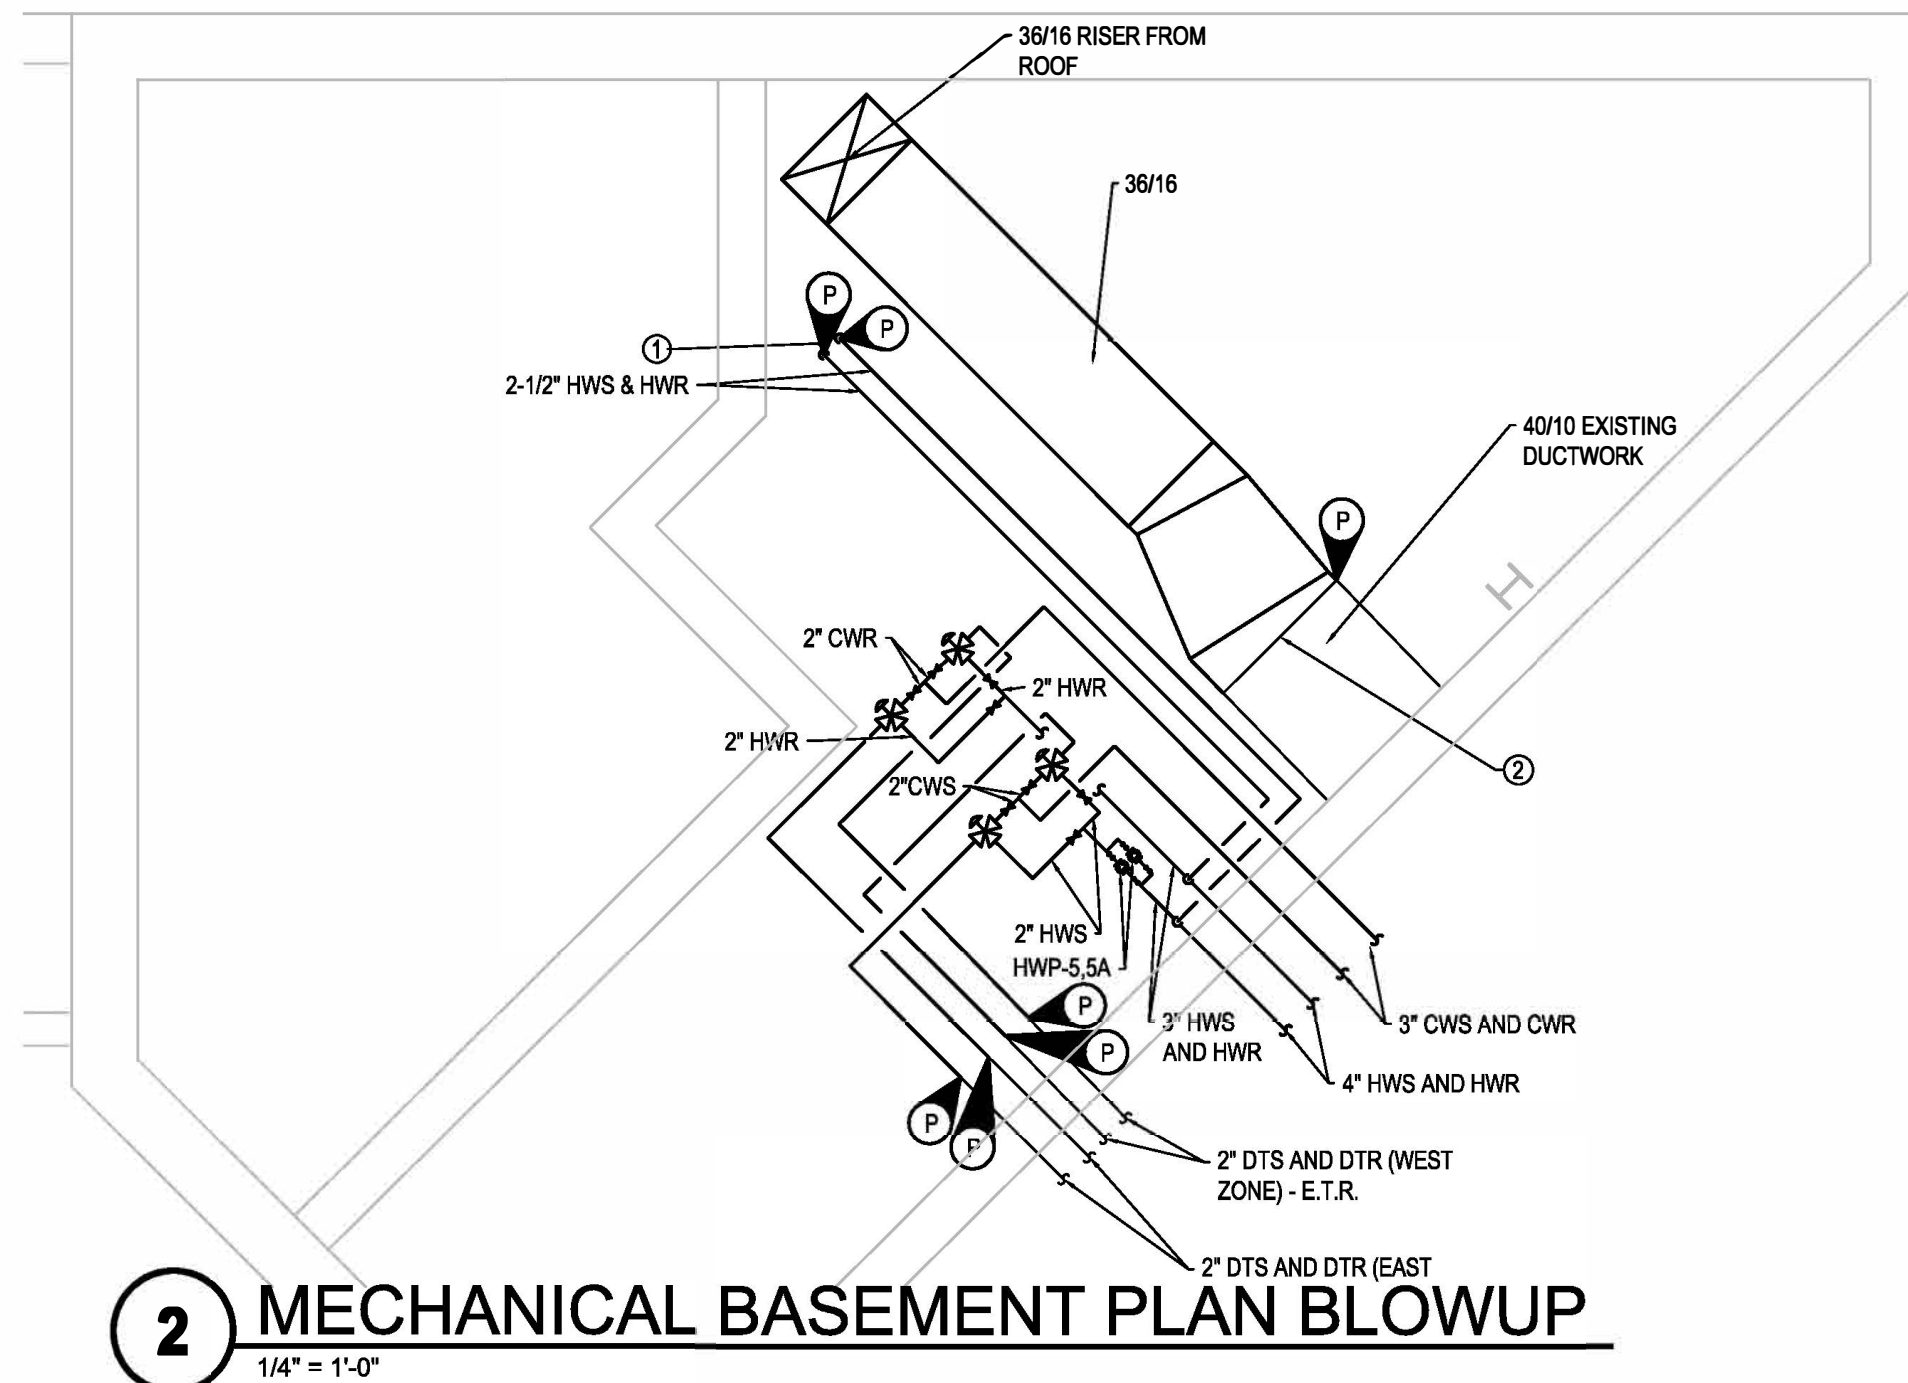 36/16 RISER FROM
ROOF
36/16
P
P
1
2-1/2" HWS & HWR
40/10 EXISTING
DUCTWORK
P
H
2" CWR
2" HWR
2" HWR
2"CWS
2
2" HWS
HWP-5,5A
P
3" HWS
AND HWR
3" CWS AND CWR
P
4" HWS AND HWR
P
P
2" DTS AND DTR (WEST
ZONE) - E.T.R.
2" DTS AND DTR (EAST
2
MECHANICAL BASEMENT PLAN BLOWUP
1/4" = 1'-0"